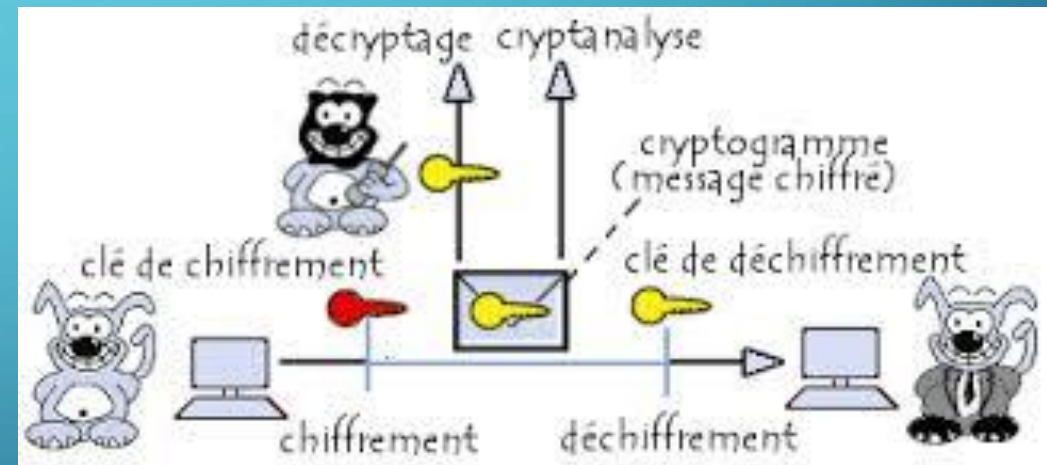 décryptage cryptanalyse
cryptogramme
(message chiffré)
clé de chiffrement
clé de déchiffrement
chiffrement
déchiffrement